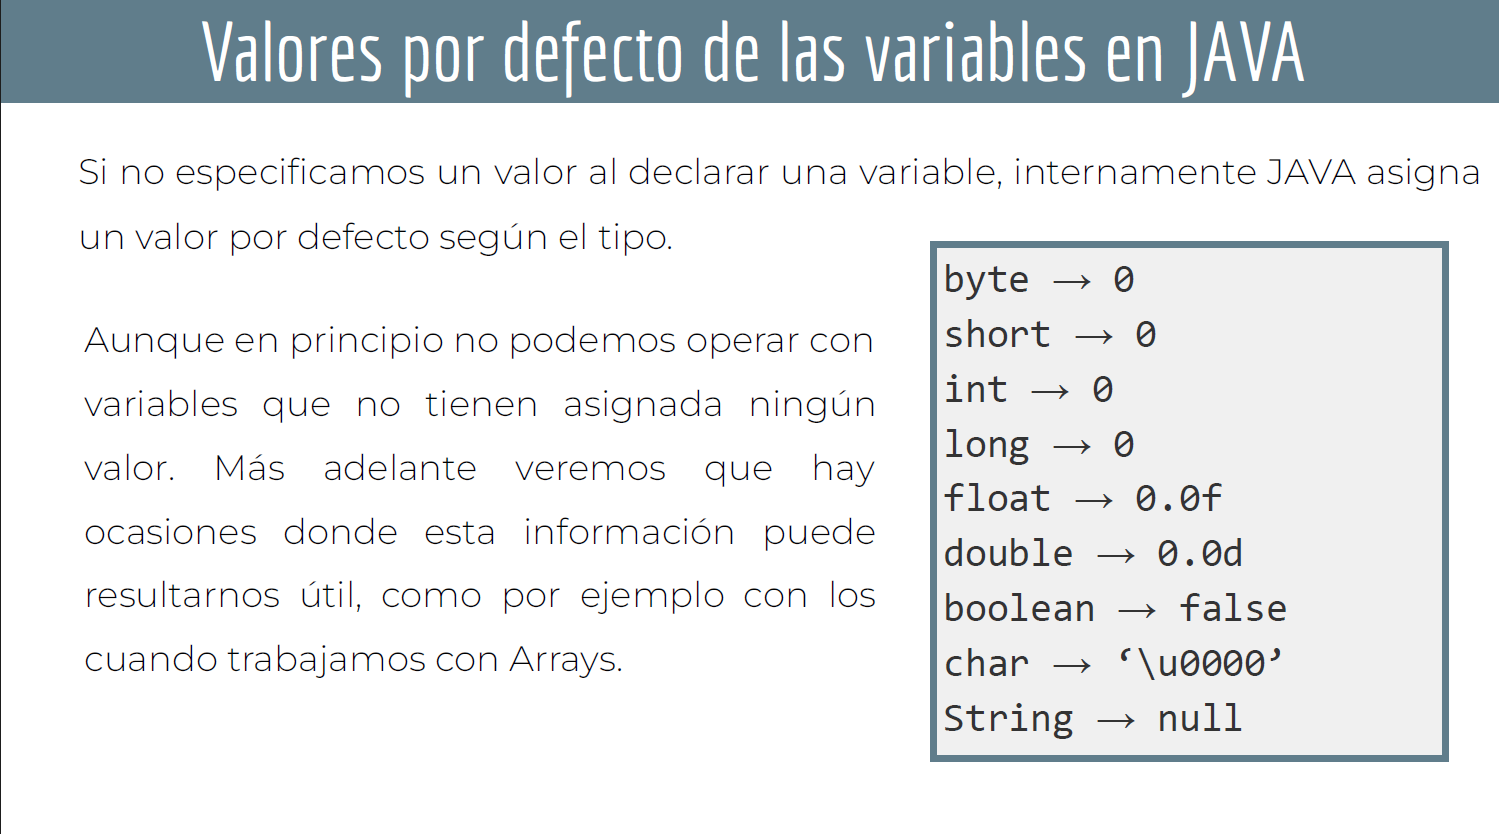 Valores por defecto de las variables en JAVA
Si no especificamos un valor al declarar una variable, internamente JAVA asigna
un valor por defecto según el tipo.
Aunque en principio no podemos operar con
variables que no tienen asignada ningún
valor. Más adelante veremos que hay
ocasiones donde esta información puede
resultarnos útil, como por ejemplo con los
cuando trabajamos con Arrays.
byte → 0
short → 0
int → 0
long → 0
float → 0.0f
double → 0.0d
boolean → false
char → ‘\u0000’
String → null